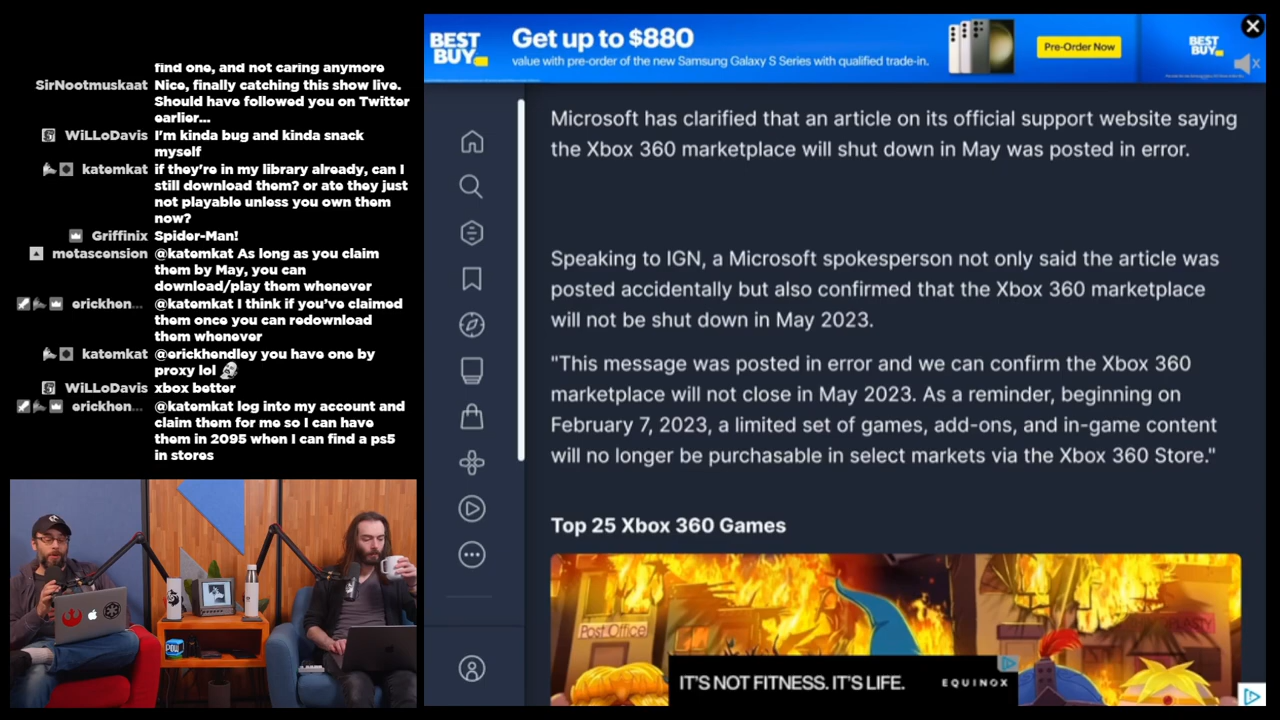 find one, and not caring anymore
SirNootmuskaat Nice, finally catching this show live.
Should have followed you on Twitter
earlier...
WiLLoDavis I'm kinda bug and kinda snack
myself
katemkat if they're in my library already, can I
still download them? or ate they just
not playable unless you own them
now?
Griffinix Spider-Man!
metascension @katemkat As long as you claim
them by May, you can
download/play them whenever
erickhen... @katemkat I think if you've claimed
them once you can redownload
them whenever
katemkat @erickhendley you have one by
proxy lol
WiLLoDavis xbox better
erickhen... @katemkat log into my account and
claim them for me so I can have
them in 2095 when I can find a ps5
in stores
POW
BEST
BUY
Get up to $880
value with pre-order of the new Samsung Galaxy S Series with qualified trade-in.
Pre-Order Now
BEST
BUY
Microsoft has clarified that an article on its official support website saying
the Xbox 360 marketplace will shut down in May was posted in error.
Speaking to IGN, a Microsoft spokesperson not only said the article was
posted accidentally but also confirmed that the Xbox 360 marketplace
will not be shut down in May 2023.
"This message was posted in error and we can confirm the Xbox 360
marketplace will not close in May 2023. As a reminder, beginning on
February 7, 2023, a limited set of games, add-ons, and in-game content
will no longer be purchasable in select markets via the Xbox 360 Store."
Top 25 Xbox 360 Games
Post Office
IT'S NOT FITNESS. IT'S LIFE.
EQUINOX